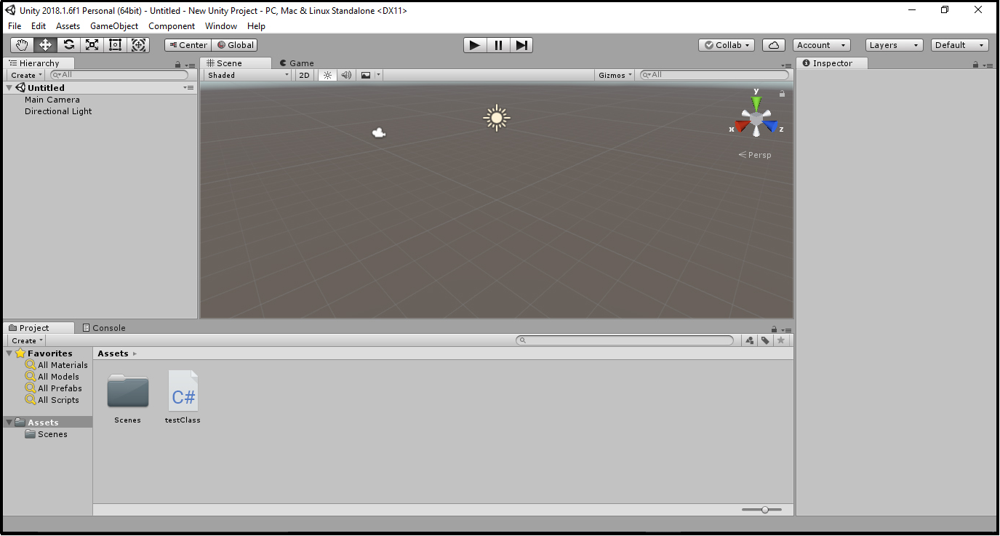 Unity 2018.1.6f1 Personal (64bit) - Untitled - New Unity Project - PC, Mac & Linux Standalone <DX11>
File Edit Assets GameObject Component Window Help
Center Global Collab Account Layers Default
Hierarchy
Create All
Untitled
Main Camera
Directional Light
Scene Game
Shaded 2D Gizmos All
y
x z
Persp
Inspector
Project Console
Create
Favorites
All Materials
All Models
All Prefabs
All Scripts
Assets
Scenes
Assets
C#
Scenes testClass